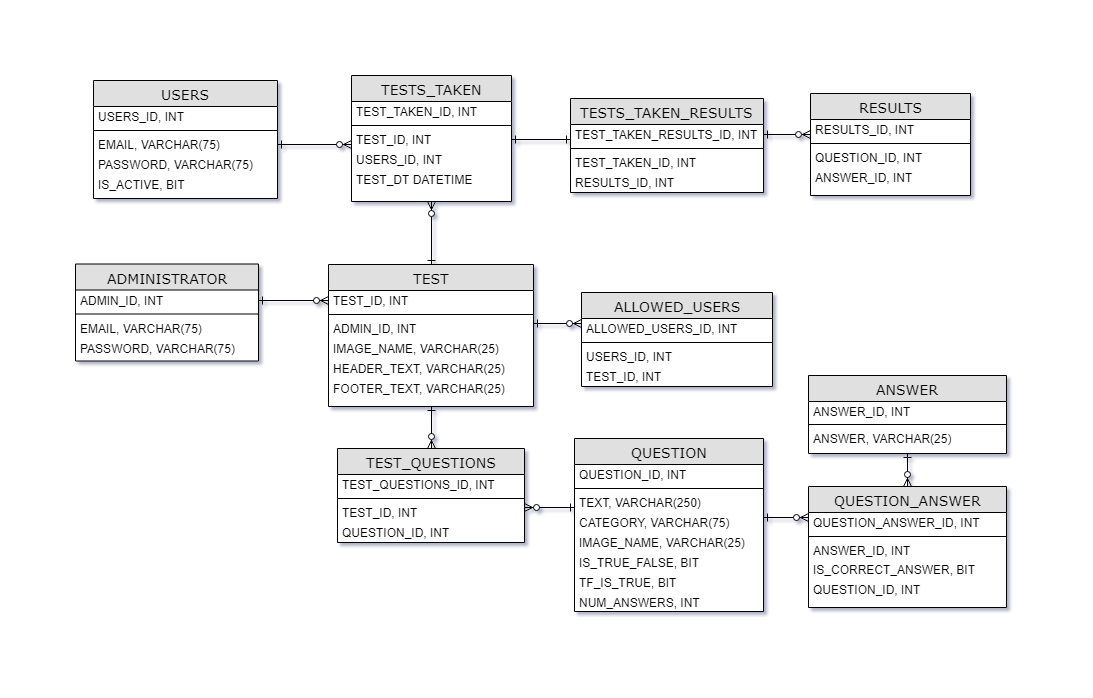 USERS
USERS_ID, INT
EMAIL, VARCHAR(75)
PASSWORD, VARCHAR(75)
IS_ACTIVE, BIT
TESTS_TAKEN
TEST_TAKEN_ID, INT
TEST_ID, INT
USERS_ID, INT
TEST_DT DATETIME
TESTS_TAKEN_RESULTS
TEST_TAKEN_RESULTS_ID, INT
TEST_TAKEN_ID, INT
RESULTS_ID, INT
RESULTS
RESULTS_ID, INT
QUESTION_ID, INT
ANSWER_ID, INT
ADMINISTRATOR
ADMIN_ID, INT
EMAIL, VARCHAR(75)
PASSWORD, VARCHAR(75)
TEST
TEST_ID, INT
ADMIN_ID, INT
IMAGE_NAME, VARCHAR(25)
HEADER_TEXT, VARCHAR(25)
FOOTER_TEXT, VARCHAR(25)
ALLOWED_USERS
ALLOWED_USERS_ID, INT
USERS_ID, INT
TEST_ID, INT
ANSWER
ANSWER_ID, INT
ANSWER, VARCHAR(25)
TEST_QUESTIONS
TEST_QUESTIONS_ID, INT
TEST_ID, INT
QUESTION_ID, INT
QUESTION
QUESTION_ID, INT
TEXT, VARCHAR(250)
CATEGORY, VARCHAR(75)
IMAGE_NAME, VARCHAR(25)
IS_TRUE_FALSE, BIT
TF_IS_TRUE, BIT
NUM_ANSWERS, INT
QUESTION_ANSWER
QUESTION_ANSWER_ID, INT
ANSWER_ID, INT
IS_CORRECT_ANSWER, BIT
QUESTION_ID, INT